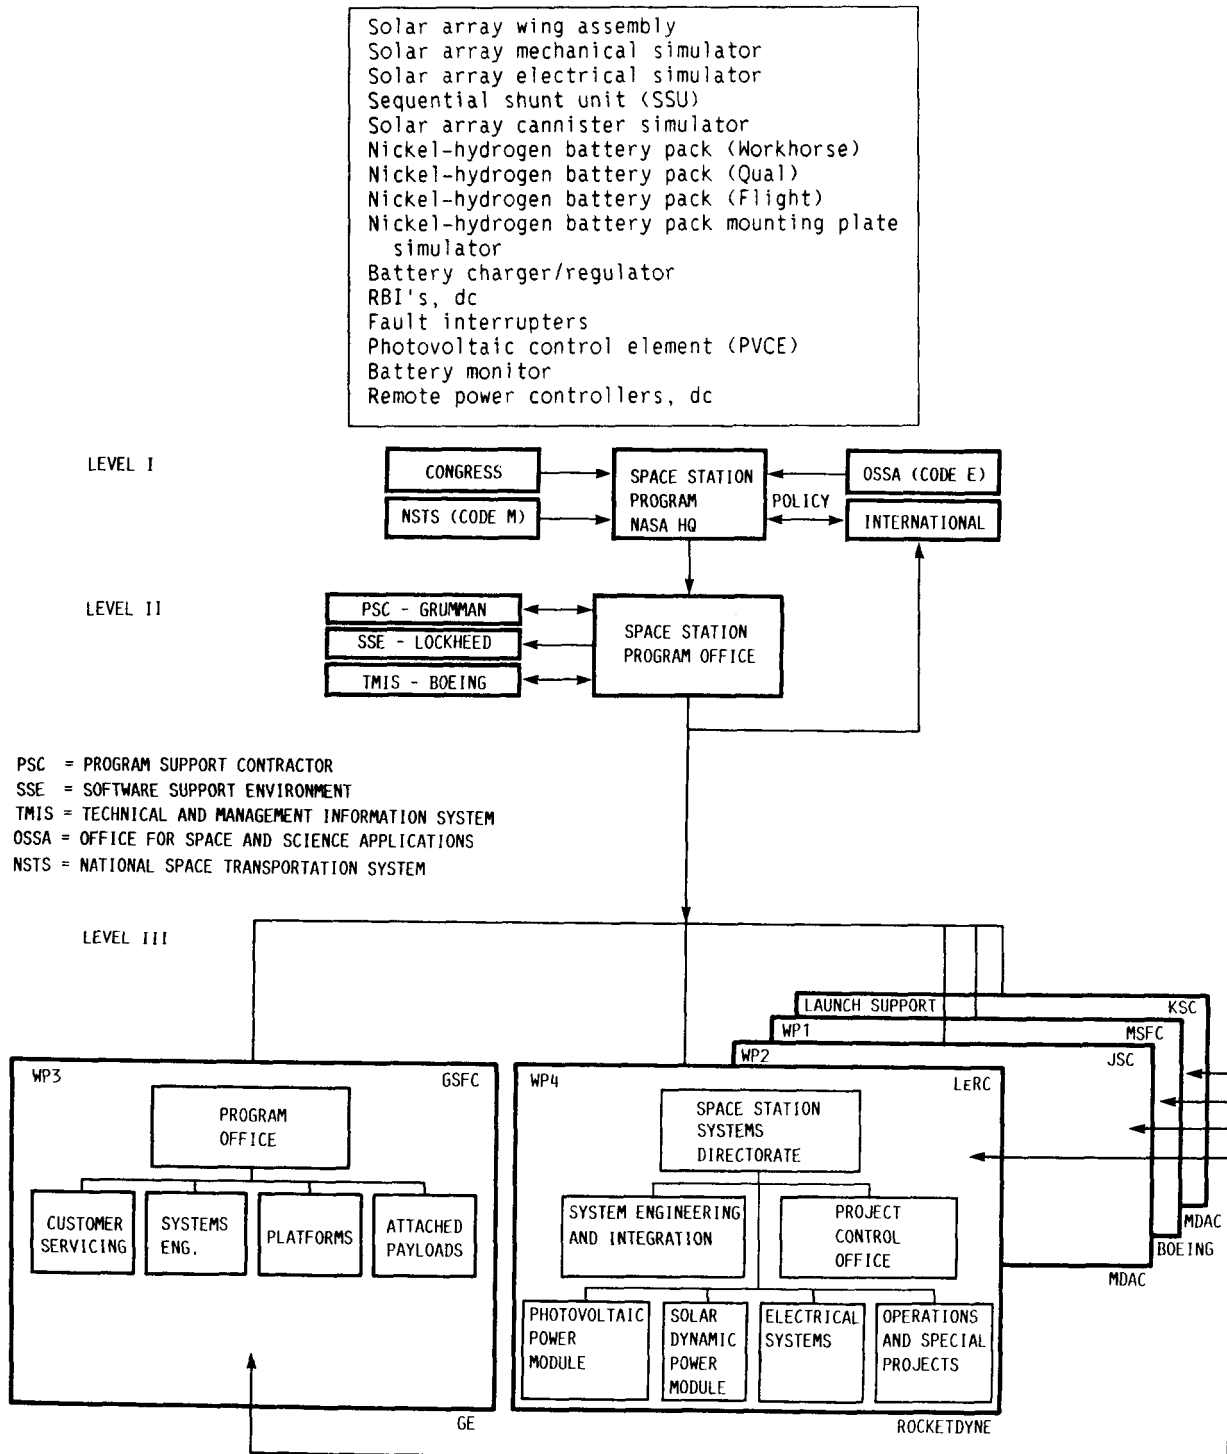 Solar array wing assembly
Solar array mechanical simulator
Solar array electrical simulator
Sequential shunt unit (SSU)
Solar array cannister simulator
Nickel-hydrogen battery pack (Workhorse)
Nickel-hydrogen battery pack (Qual)
Nickel-hydrogen battery pack (Flight)
Nickel-hydrogen battery pack mounting plate
simulator
Battery charger/regulator
RBI's, dc
Fault interrupters
Photovoltaic control element (PVCE)
Battery monitor
Remote power controllers, dc
LEVEL I
CONGRESS
NSTS (CODE M)
SPACE STATION
PROGRAM
NASA HQ
POLICY
OSSA (CODE E)
INTERNATIONAL
LEVEL II
PSC - GRUMMAN
SSE - LOCKHEED
TMIS - BOEING
SPACE STATION
PROGRAM OFFICE
PSC = PROGRAM SUPPORT CONTRACTOR
SSE = SOFTWARE SUPPORT ENVIRONMENT
TMIS = TECHNICAL AND MANAGEMENT INFORMATION SYSTEM
OSSA = OFFICE FOR SPACE AND SCIENCE APPLICATIONS
NSTS = NATIONAL SPACE TRANSPORTATION SYSTEM
LEVEL III
LAUNCH SUPPORT
KSC
WP1
MSFC
WP2
JSC
WP3
GSFC
PROGRAM
OFFICE
CUSTOMER
SERVICING
SYSTEMS
ENG.
PLATFORMS
ATTACHED
PAYLOADS
GE
WP4
LERC
SPACE STATION
SYSTEMS
DIRECTORATE
SYSTEM ENGINEERING
AND INTEGRATION
PROJECT
CONTROL
OFFICE
PHOTOVOLTAIC
POWER
MODULE
SOLAR
DYNAMIC
POWER
MODULE
ELECTRICAL
SYSTEMS
OPERATIONS
AND SPECIAL
PROJECTS
ROCKETDYNE
MDAC
BOEING
MDAC